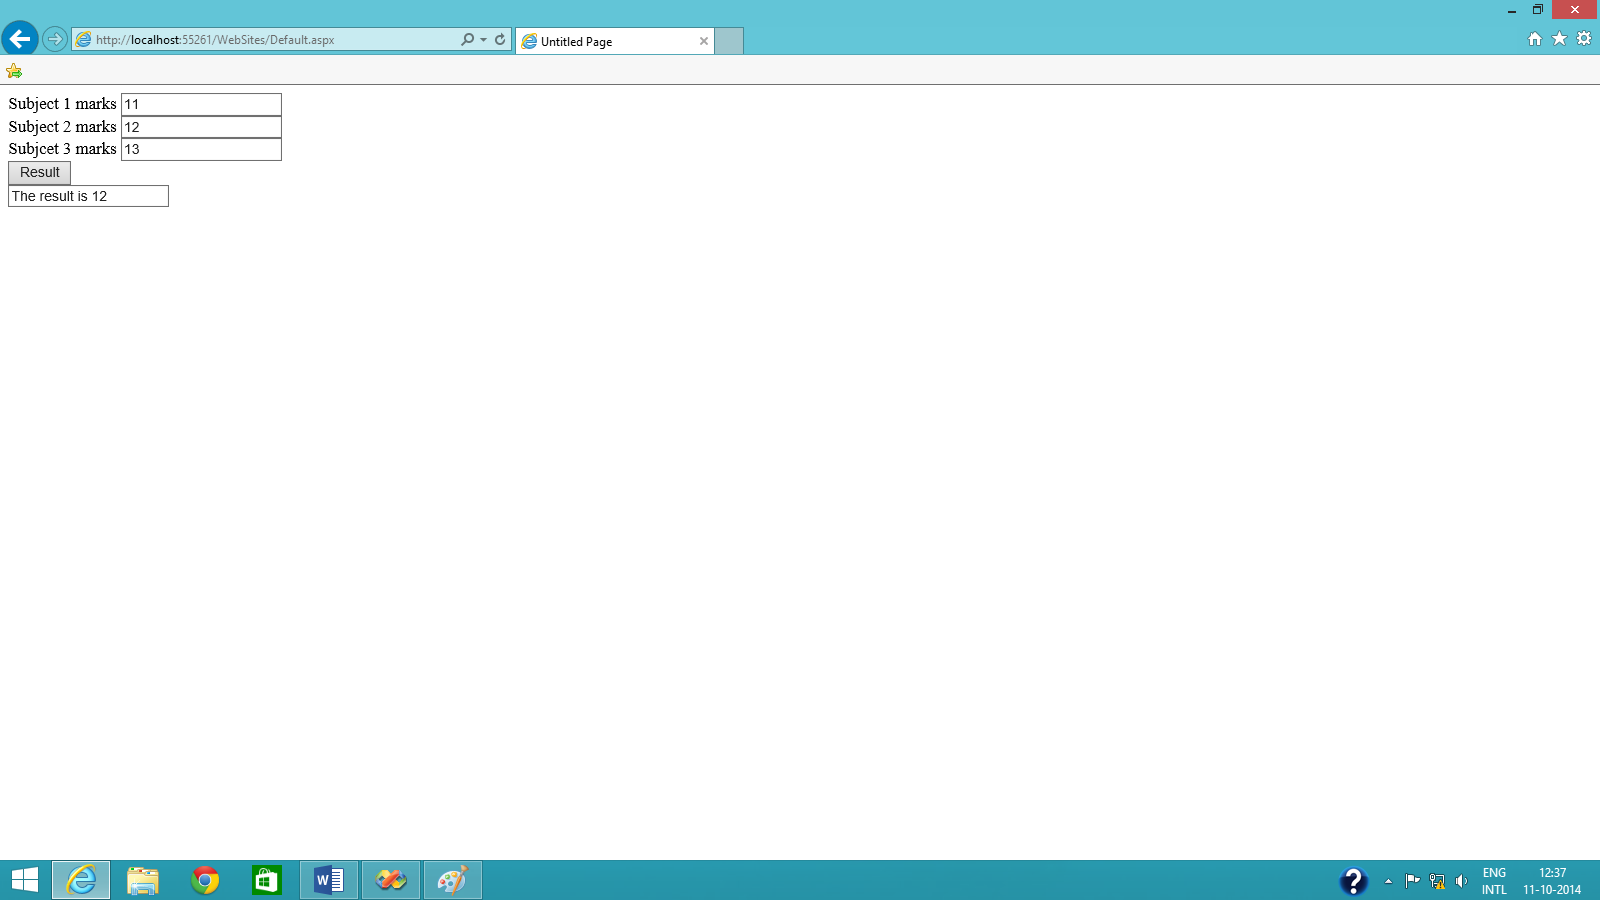 http://localhost:55261/WebSites/Default.aspx
Untitled Page
Subject 1 marks 11
Subject 2 marks 12
Subjcet 3 marks 13
Result
The result is 12
ENG 12:37
INTL 11-10-2014